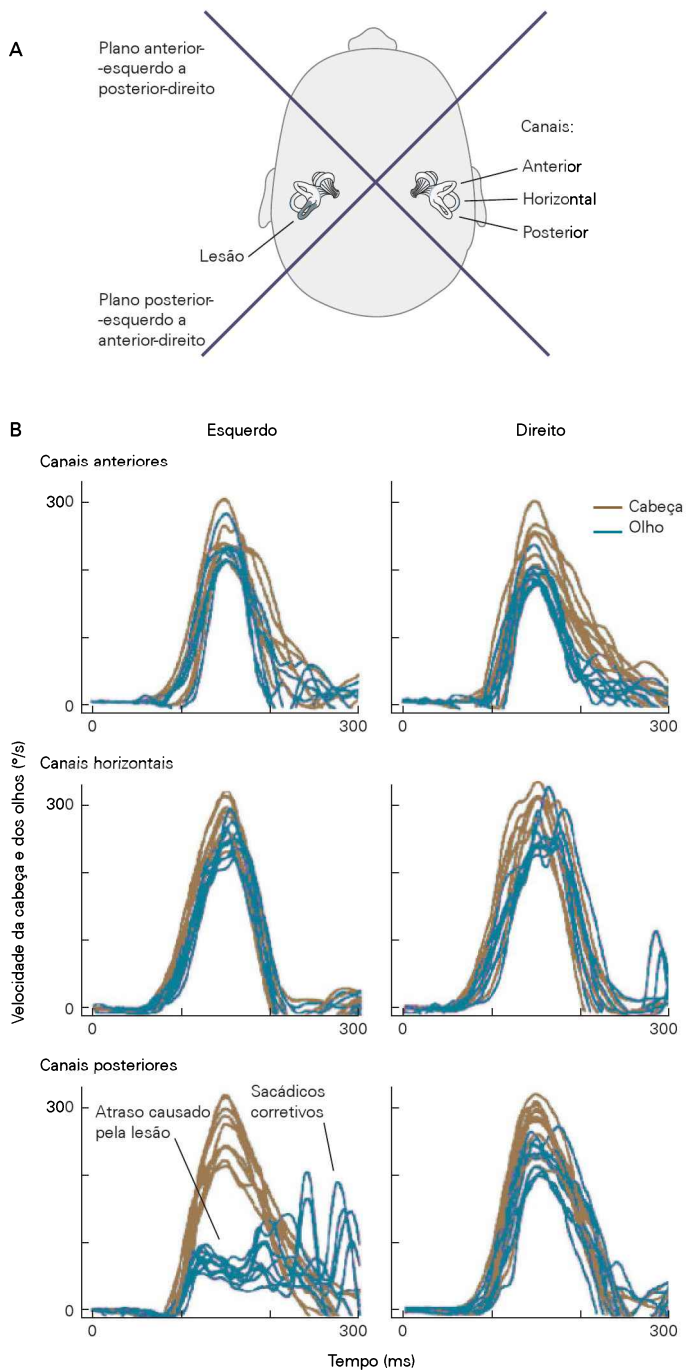 A
Plano anterior-
-esquerdo a
posterior-direito
Canais:
Anterior
Horizontal
Posterior
Lesão
Plano posterior-
-esquerdo a
anterior-direito
B
Esquerdo
Direito
Canais anteriores
300
0
0
300
Cabeça
Olho
0
300
Velocidade da cabeça e dos olhos (°/s)
Canais horizontais
300
0
0
300
0
300
Canais posteriores
300
0
Atraso causado
pela lesão
Sacádicos
corretivos
0
300
0
300
Tempo (ms)